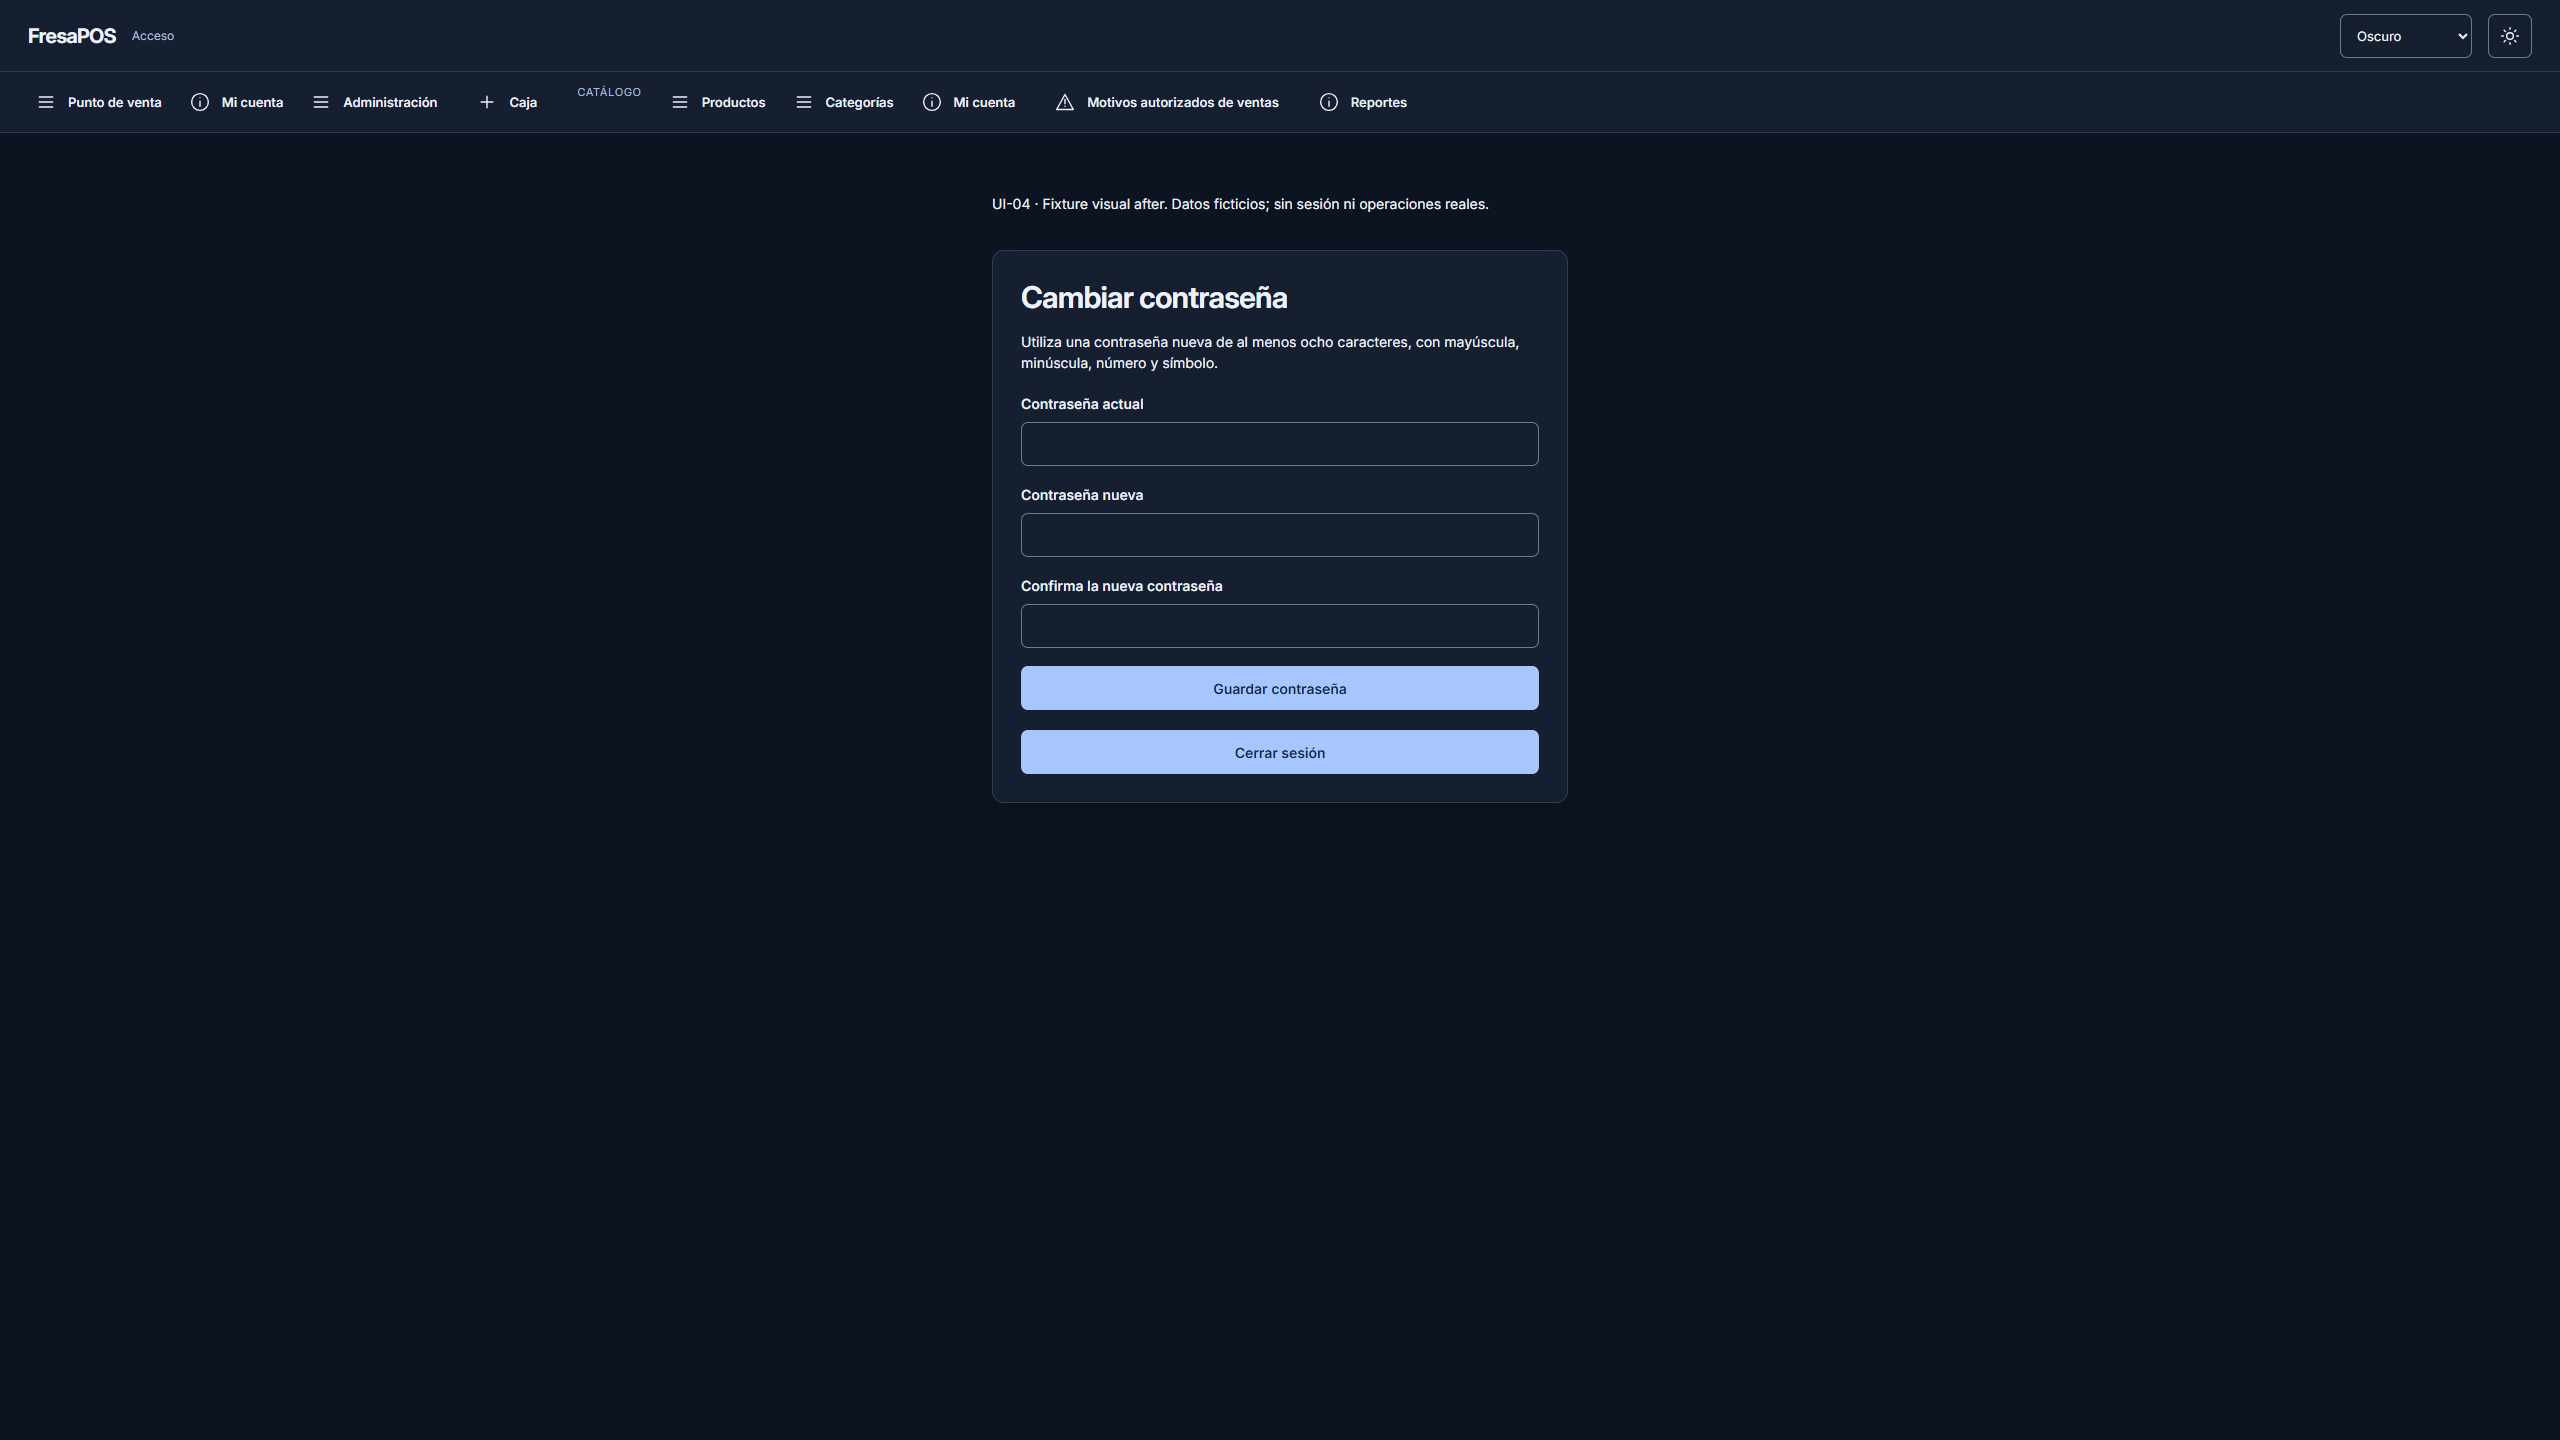 FresaPOS Acceso
Oscuro
Punto de venta Mi cuenta Administración Caja CATÁLOGO Productos Categorías Mi cuenta Motivos autorizados de ventas Reportes
UI-04 · Fixture visual after. Datos ficticios; sin sesión ni operaciones reales.
Cambiar contraseña
Utiliza una contraseña nueva de al menos ocho caracteres, con mayúscula,
minúscula, número y símbolo.
Contraseña actual
Contraseña nueva
Confirma la nueva contraseña
Guardar contraseña
Cerrar sesión